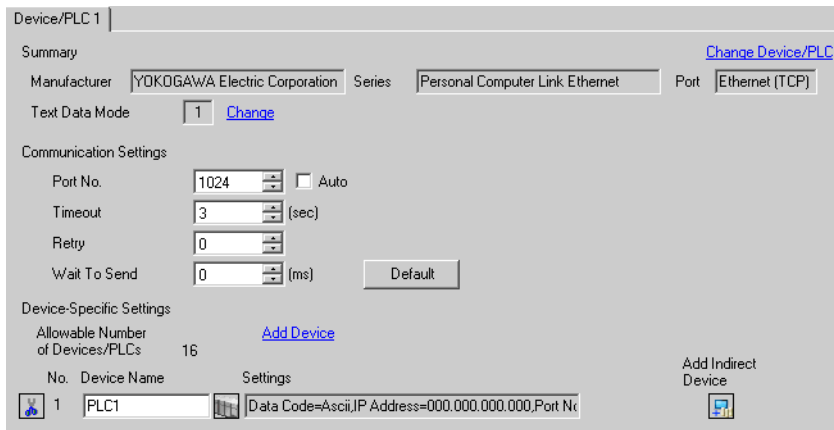 Device/PLC 1
Summary Change Device/PLC
Manufacturer YOKOGAWA Electric Corporation Series Personal Computer Link Ethernet Port Ethernet (TCP)
Text Data Mode 1 Change
Communication Settings
Port No. 1024 Auto
Timeout 3 (sec)
Retry 0
Wait To Send 0 (ms) Default
Device-Specific Settings
Allowable Number Add Device
of Devices/PLCs 16
Add Indirect
No. Device Name Settings Device
1 PLC1 Data Code=Ascii,IP Address=000.000.000.000,Port